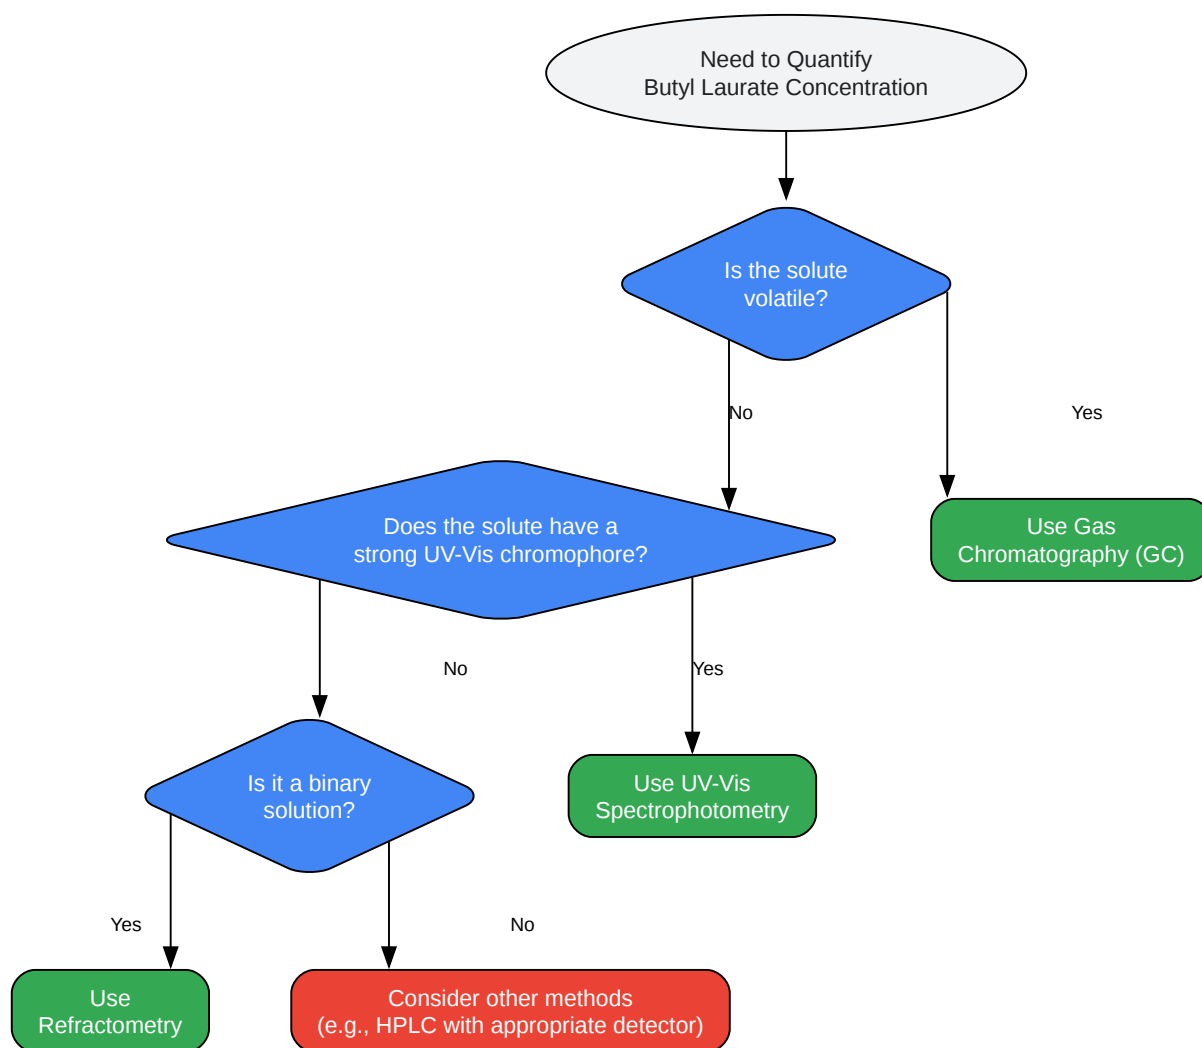 Need to Quantify
Butyl Laurate Concentration
Is the solute
volatile?
No
Yes
Does the solute have a
strong UV-Vis chromophore?
Use Gas
Chromatography (GC)
No
Yes
Is it a binary
solution?
Use UV-Vis
Spectrophotometry
Yes
No
Use
Refractometry
Consider other methods
(e.g., HPLC with appropriate detector)